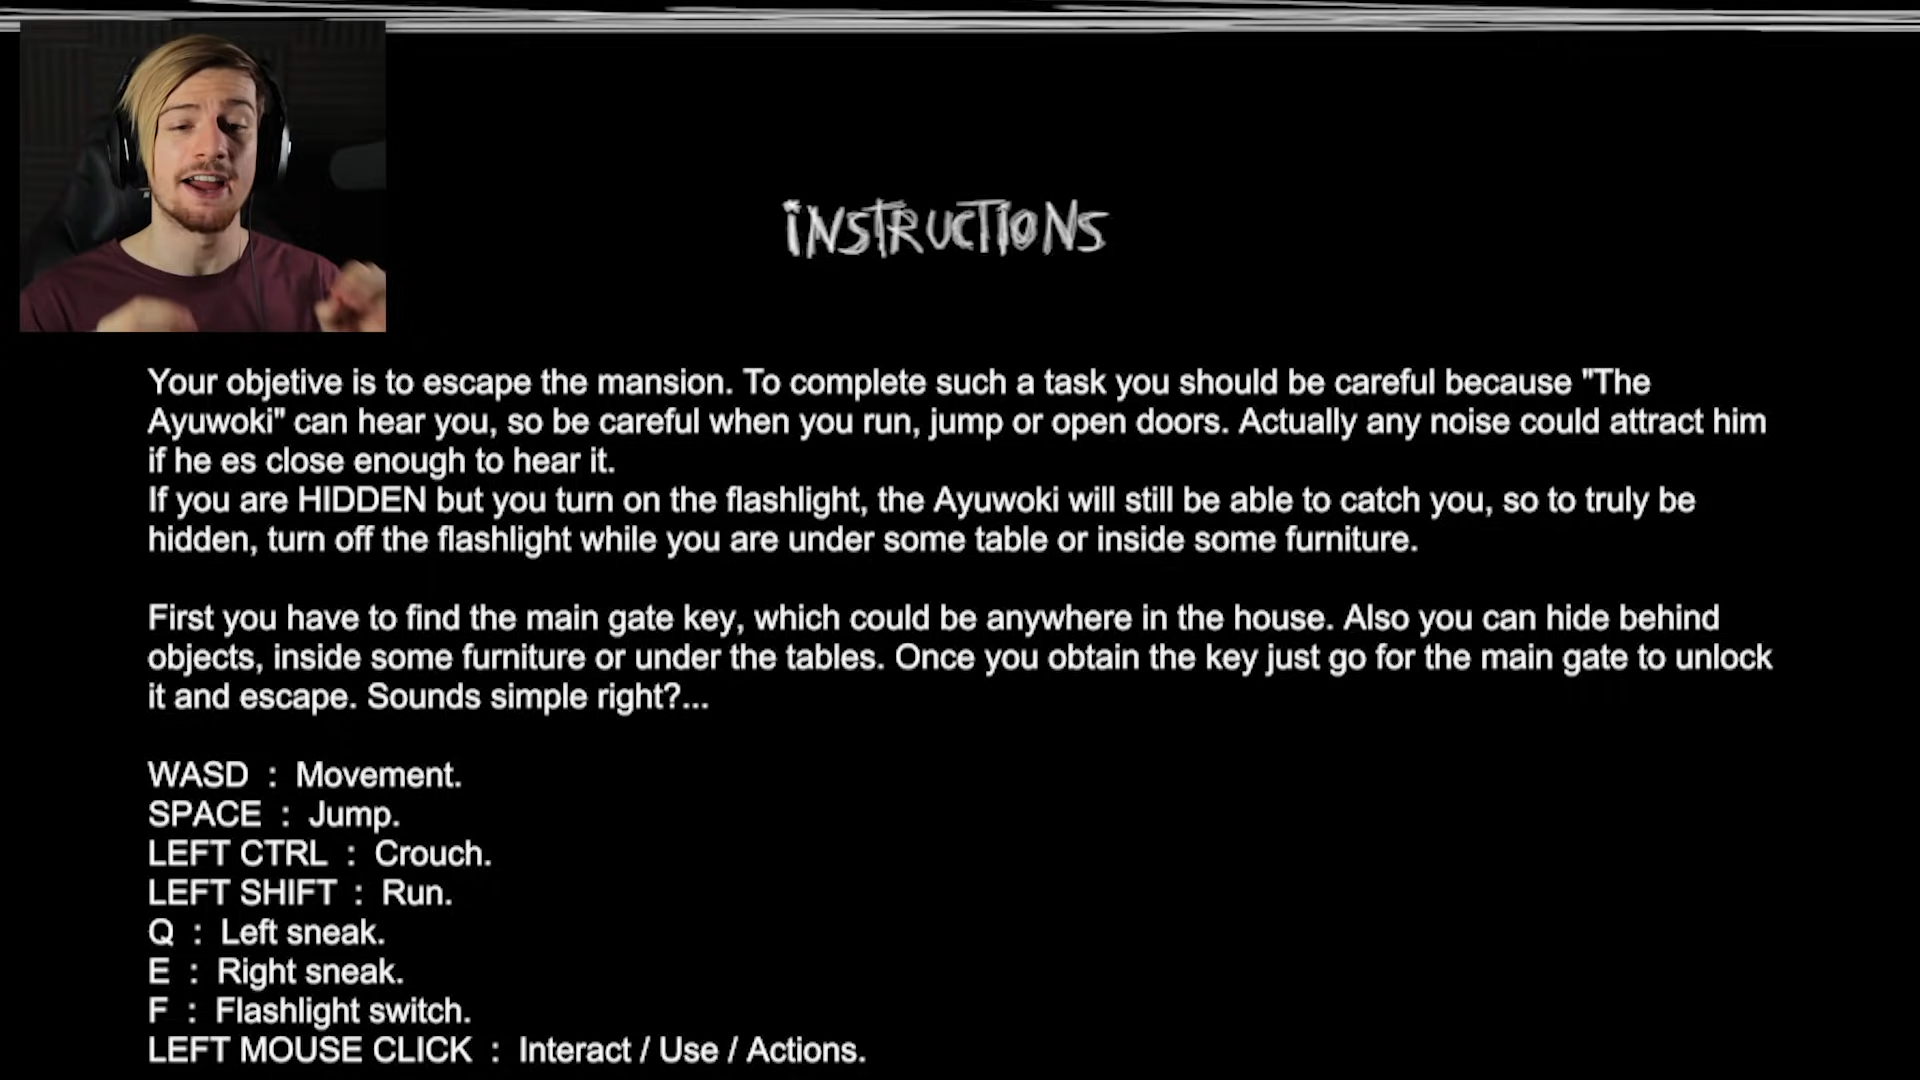 iNSTRUCTIONS
Your objetive is to escape the mansion. To complete such a task you should be careful because "The
Ayuwoki" can hear you, so be careful when you run, jump or open doors. Actually any noise could attract him
if he es close enough to hear it.
If you are HIDDEN but you turn on the flashlight, the Ayuwoki will still be able to catch you, so to truly be
hidden, turn off the flashlight while you are under some table or inside some furniture.
First you have to find the main gate key, which could be anywhere in the house. Also you can hide behind
objects, inside some furniture or under the tables. Once you obtain the key just go for the main gate to unlock
it and escape. Sounds simple right?...
WASD : Movement.
SPACE : Jump.
LEFT CTRL : Crouch.
LEFT SHIFT : Run.
Q : Left sneak.
E : Right sneak.
F : Flashlight switch.
LEFT MOUSE CLICK : Interact / Use / Actions.